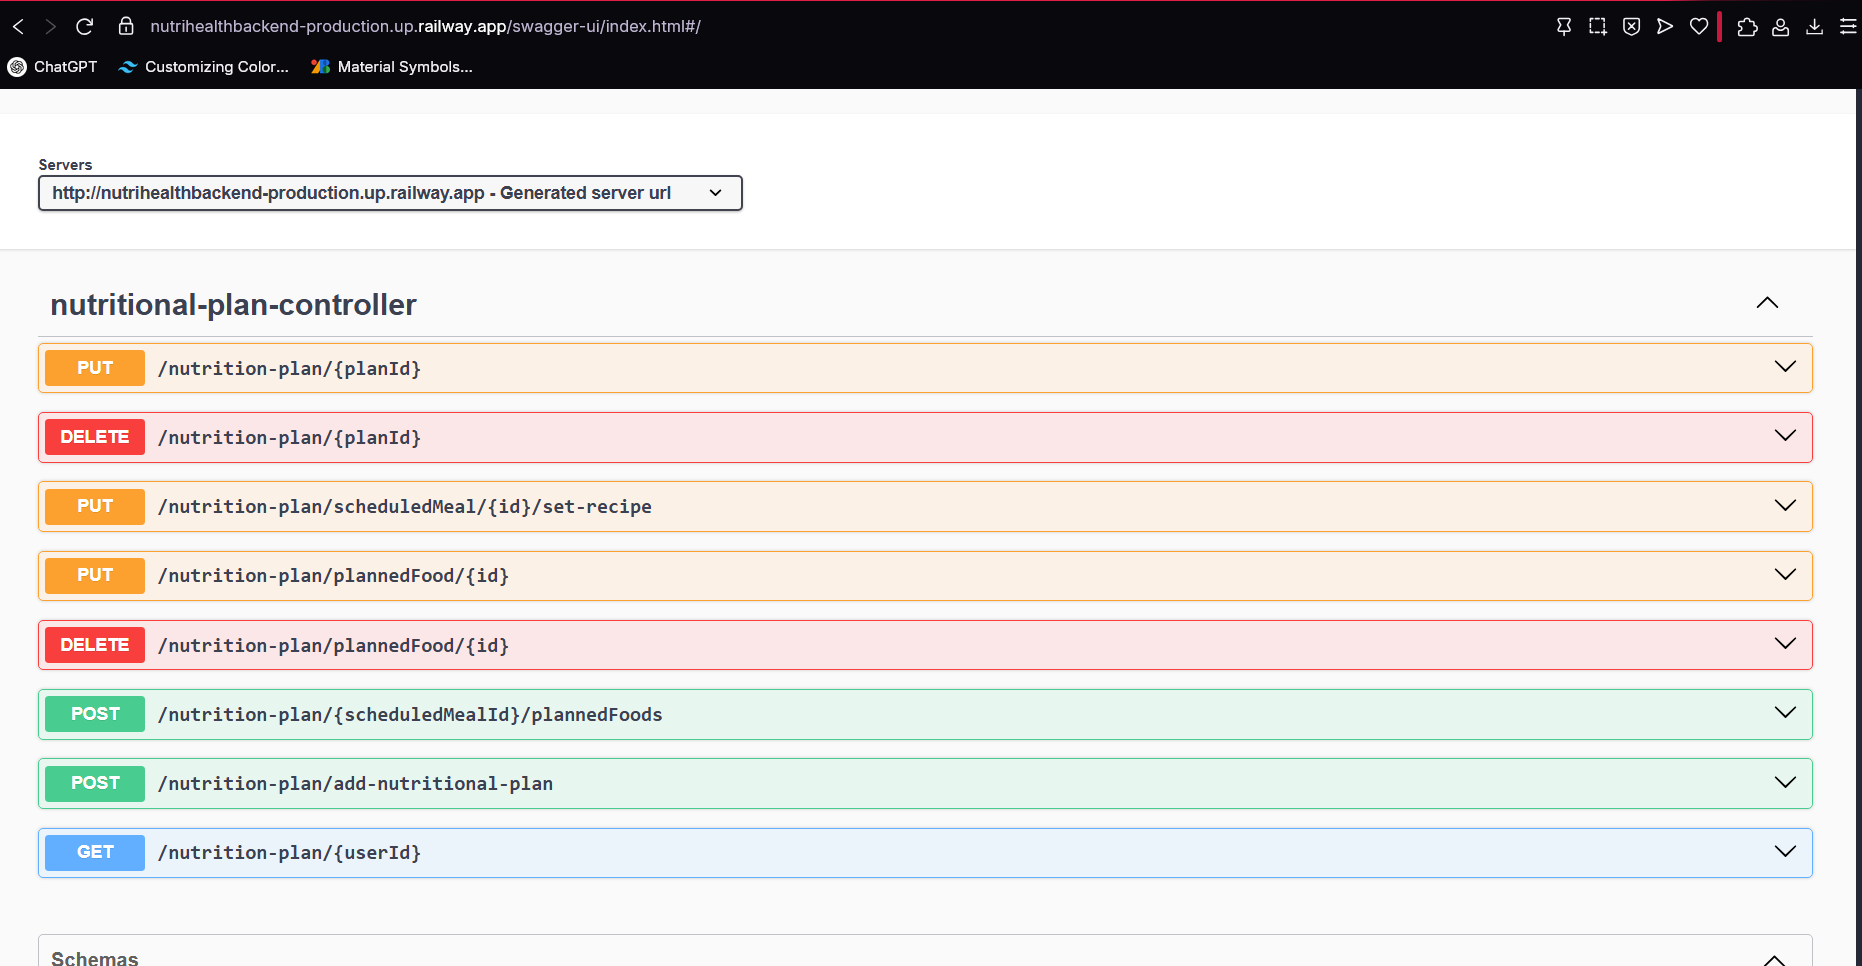 nutrihealthbackend-production.up.railway.app/swagger-ui/index.html#/
ChatGPT Customizing Color... Material Symbols...
Servers
http://nutrihealthbackend-production.up.railway.app - Generated server url
nutritional-plan-controller
PUT /nutrition-plan/{planId}
DELETE /nutrition-plan/{planId}
PUT /nutrition-plan/scheduledMeal/{id}/set-recipe
PUT /nutrition-plan/plannedFood/{id}
DELETE /nutrition-plan/plannedFood/{id}
POST /nutrition-plan/{scheduledMealId}/plannedFoods
POST /nutrition-plan/add-nutritional-plan
GET /nutrition-plan/{userId}
Schemas